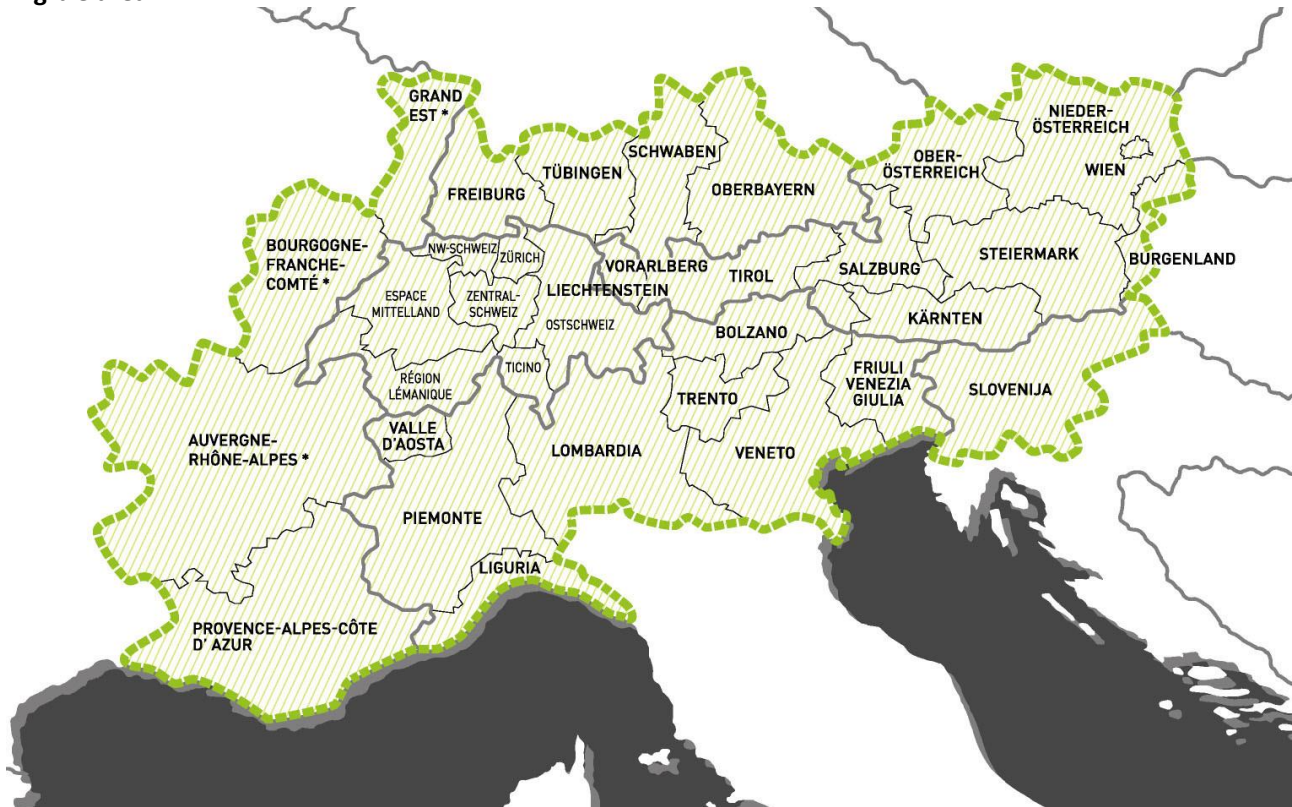 GRAND
EST *
NIEDER-
ÖSTERREICH
SCHWABEN
TÜBINGEN
OBER-
ÖSTERREICH
WIEN
OBERBAYERN
FREIBURG
BOURGOGNE-
FRANCHE-
COMTÉ *
NW-SCHWEIZ
ZÜRICH
VORARLBERG
TIROL
SALZBURG
STEIERMARK
BURGENLAND
LIECHTENSTEIN
ESPACE
MITTELLAND
ZENTRAL-
SCHWEIZ
OSTSCHWEIZ
BOLZANO
KÄRNTEN
TICINO
RÉGION
LÉMANIQUE
FRIULI
VENEZIA
GIULIA
SLOVENIJA
TRENTO
VALLE
D'AOSTA
AUVERGNE-
RHÔNE-ALPES *
LOMBARDIA
VENETO
PIEMONTE
LIGURIA
PROVENCE-ALPES-CÔTE
D' AZUR